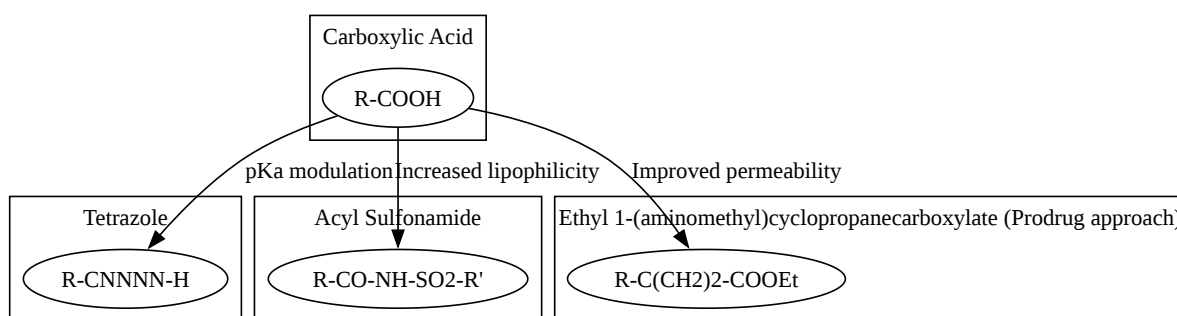 Carboxylic Acid
R-COOH
pKa modulation
Increased lipophilicity
Improved permeability
Tetrazole
Acyl Sulfonamide
Ethyl 1-(aminomethyl)cyclopropanecarboxylate (Prodrug approach)
R-CNNNN-H
R-CO-NH-SO2-R'
R-C(CH2)2-COOEt